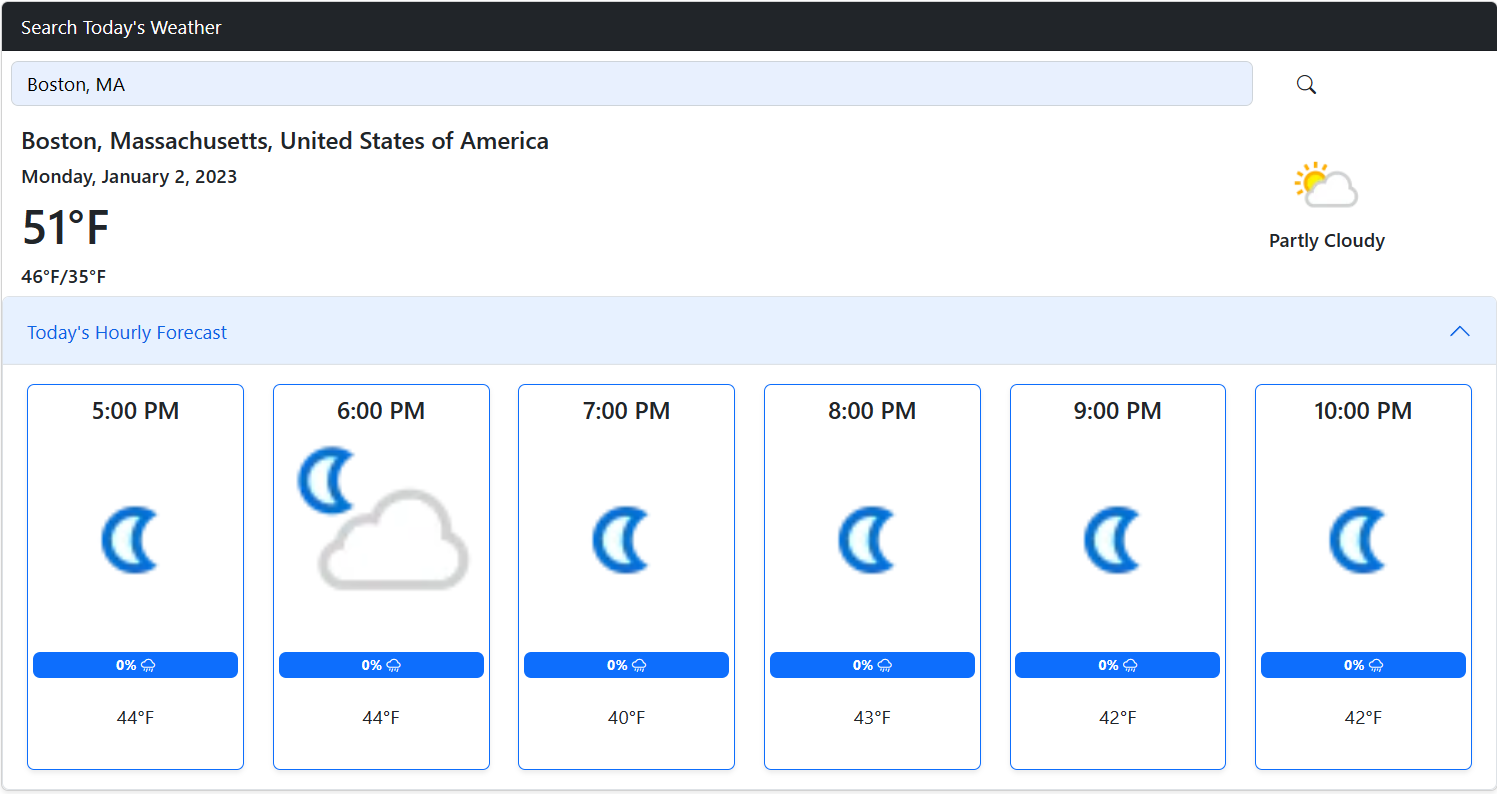 Search Today's Weather
Boston, MA
Boston, Massachusetts, United States of America
Monday, January 2, 2023
51°F
46°F/35°F
Partly Cloudy
Today's Hourly Forecast
5:00 PM
0%
44°F
6:00 PM
0%
44°F
7:00 PM
0%
40°F
8:00 PM
0%
43°F
9:00 PM
0%
42°F
10:00 PM
0%
42°F